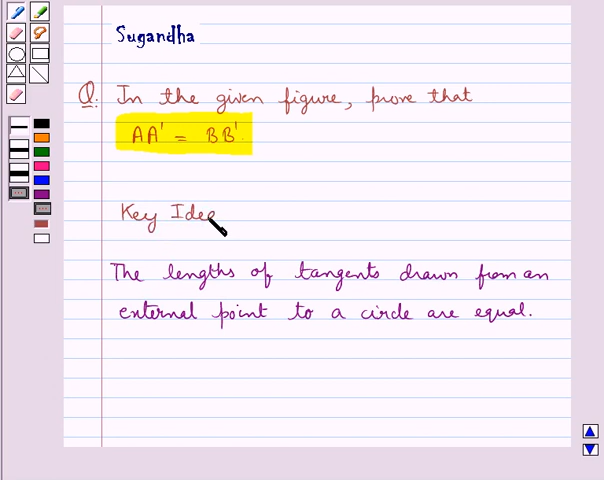 Sugandha
Q. In the given figure, prove that
AA' = BB'.
Key Idea
The lengths of tangents drawn from an
external point to a circle are equal.